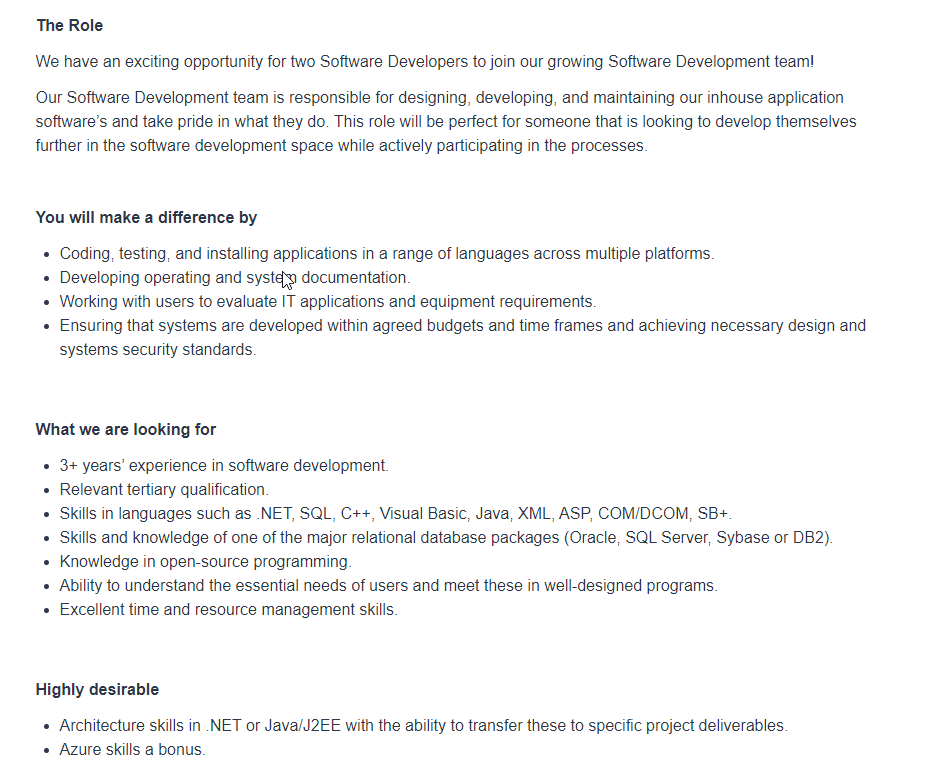 The Role
We have an exciting opportunity for two Software Developers to join our growing Software Development team!
Our Software Development team is responsible for designing, developing, and maintaining our inhouse application
software’s and take pride in what they do. This role will be perfect for someone that is looking to develop themselves
further in the software development space while actively participating in the processes.
You will make a difference by
• Coding, testing, and installing applications in a range of languages across multiple platforms.
• Developing operating and system documentation.
• Working with users to evaluate IT applications and equipment requirements.
• Ensuring that systems are developed within agreed budgets and time frames and achieving necessary design and
systems security standards.
What we are looking for
• 3+ years’ experience in software development.
• Relevant tertiary qualification.
• Skills in languages such as .NET, SQL, C++, Visual Basic, Java, XML, ASP, COM/DCOM, SB+.
• Skills and knowledge of one of the major relational database packages (Oracle, SQL Server, Sybase or DB2).
• Knowledge in open-source programming.
• Ability to understand the essential needs of users and meet these in well-designed programs.
• Excellent time and resource management skills.
Highly desirable
• Architecture skills in .NET or Java/J2EE with the ability to transfer these to specific project deliverables.
• Azure skills a bonus.